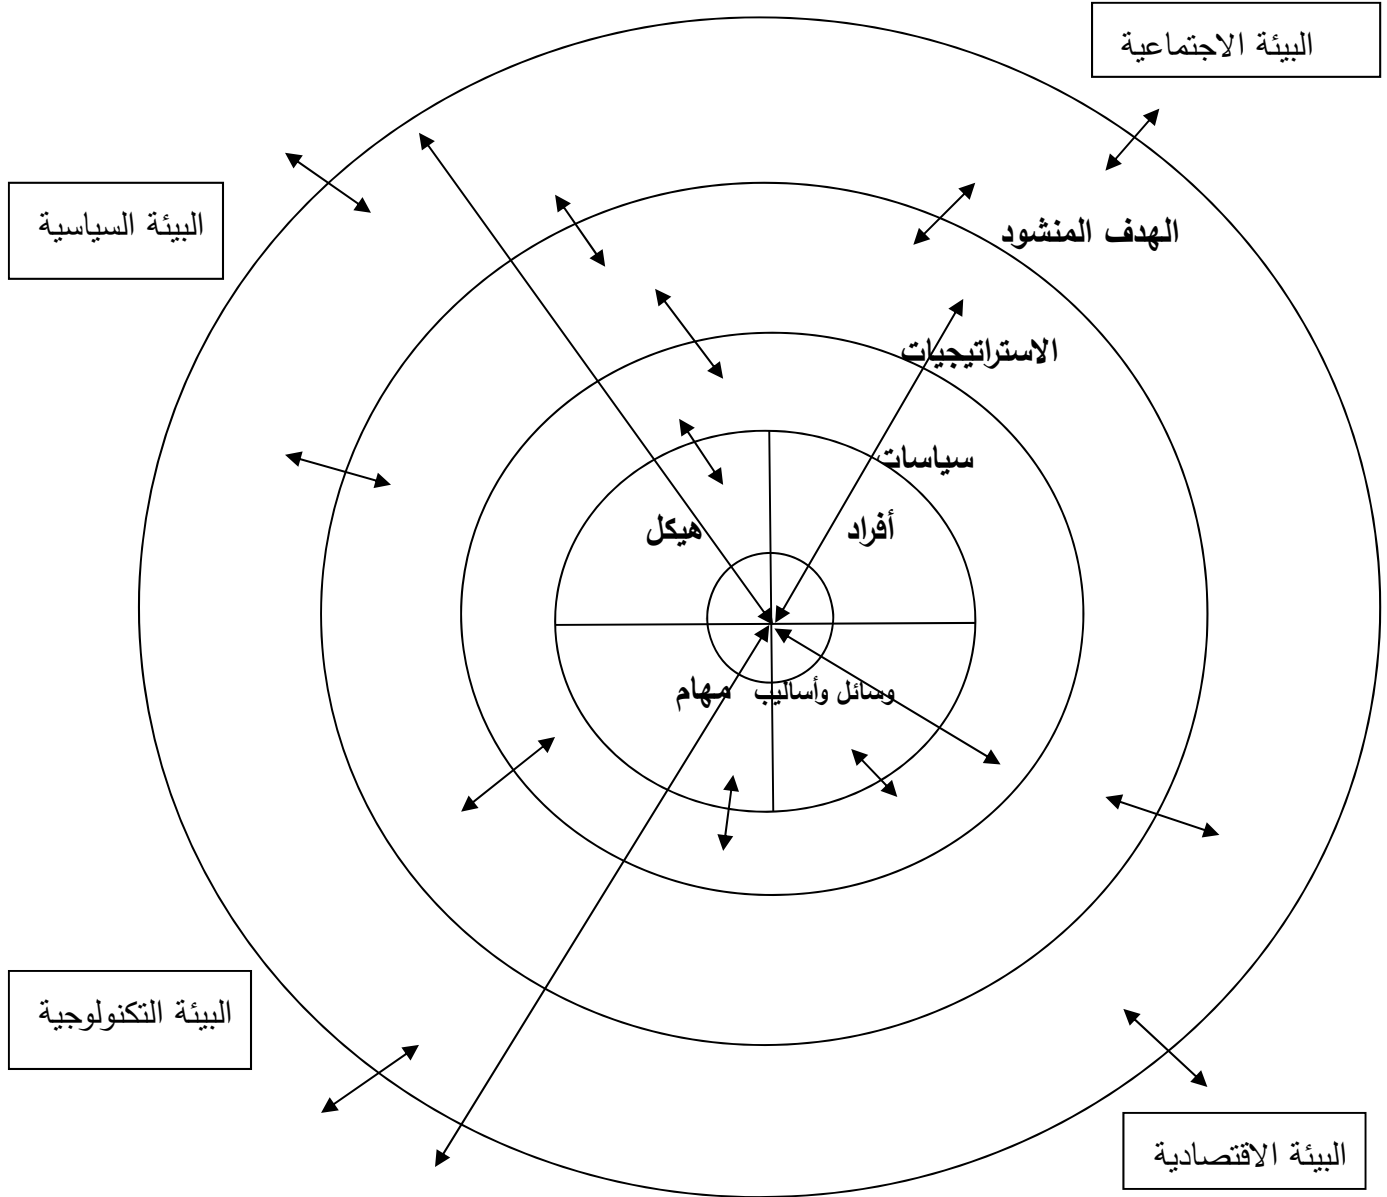 البيئة الاجتماعية
البيئة السياسية
الهدف المنشود
الاستراتيجيات
سياسات
أفراد
هيكل
وسائل وأساليب
مهام
البيئة التكنولوجية
البيئة الاقتصادية